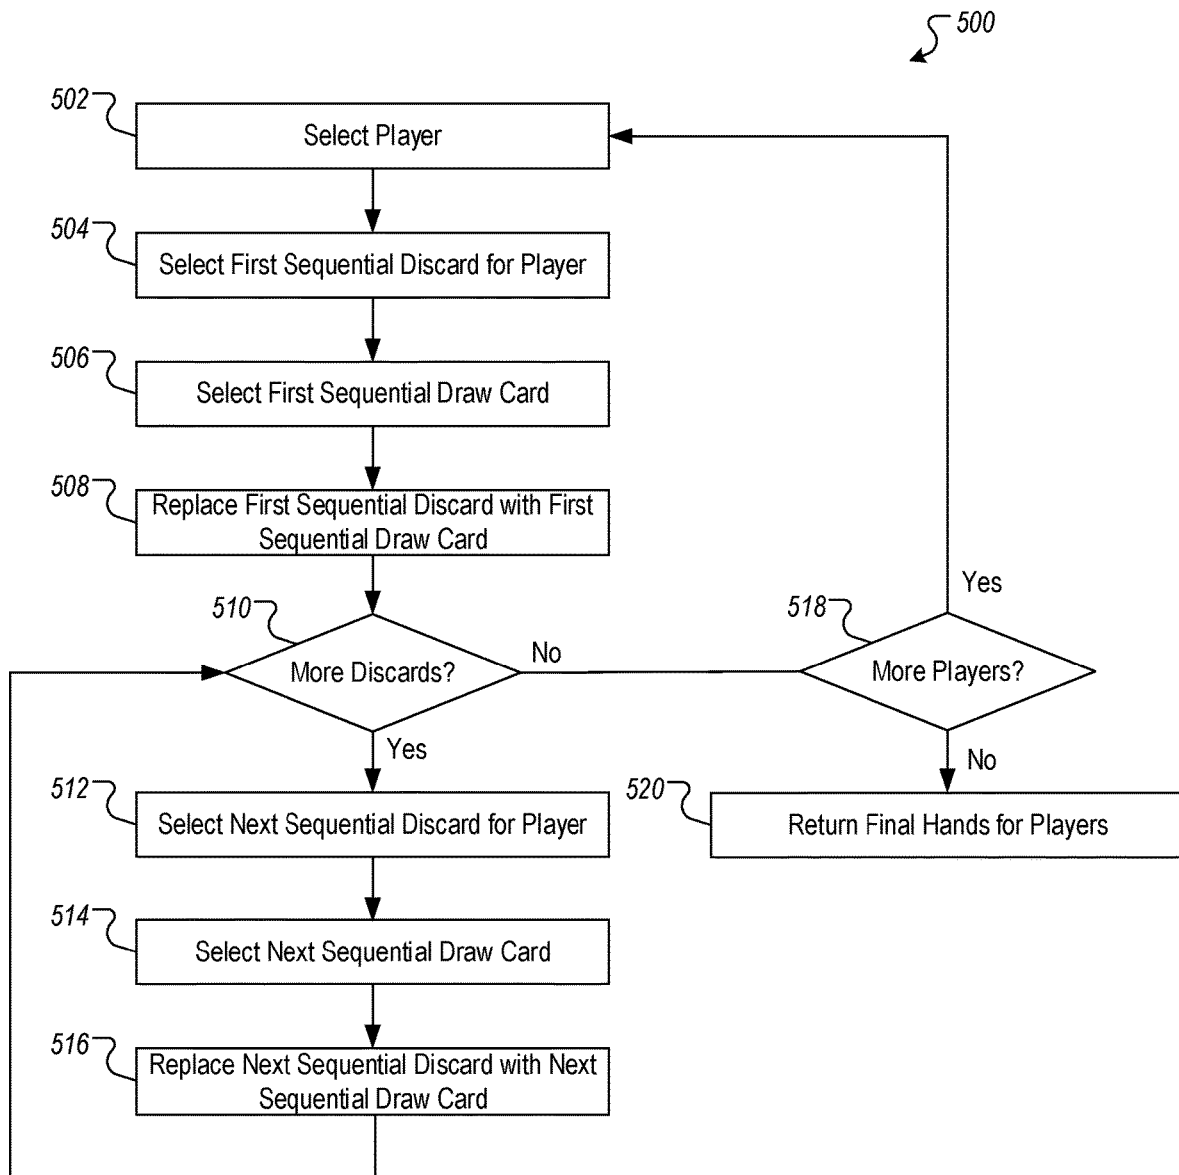 500
502
Select Player
504
Select First Sequential Discard for Player
506
Select First Sequential Draw Card
508
Replace First Sequential Discard with First
Sequential Draw Card
510
More Discards?
No
Yes
518
More Players?
Yes
No
512
Select Next Sequential Discard for Player
520
Return Final Hands for Players
514
Select Next Sequential Draw Card
516
Replace Next Sequential Discard with Next
Sequential Draw Card